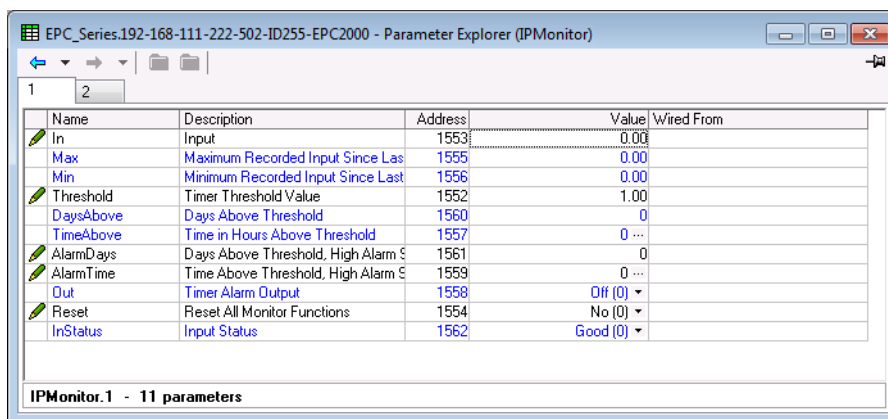 EPC_Series.192-168-111-222-502-ID255-EPC2000 - Parameter Explorer (IPMonitor)
1 2
Name Description Address Value Wired From
In Input 1553 0.00
Max Maximum Recorded Input Since Las 1555 0.00
Min Minimum Recorded Input Since Last 1556 0.00
Threshold Timer Threshold Value 1552 1.00
DaysAbove Days Above Threshold 1560 0
TimeAbove Time in Hours Above Threshold 1557 0 ...
AlarmDays Days Above Threshold, High Alarm S 1561 0
AlarmTime Time Above Threshold, High Alarm S 1559 0 ...
Out Timer Alarm Output 1558 Off (0)
Reset Reset All Monitor Functions 1554 No (0)
InStatus Input Status 1562 Good (0)
IPMonitor.1 - 11 parameters